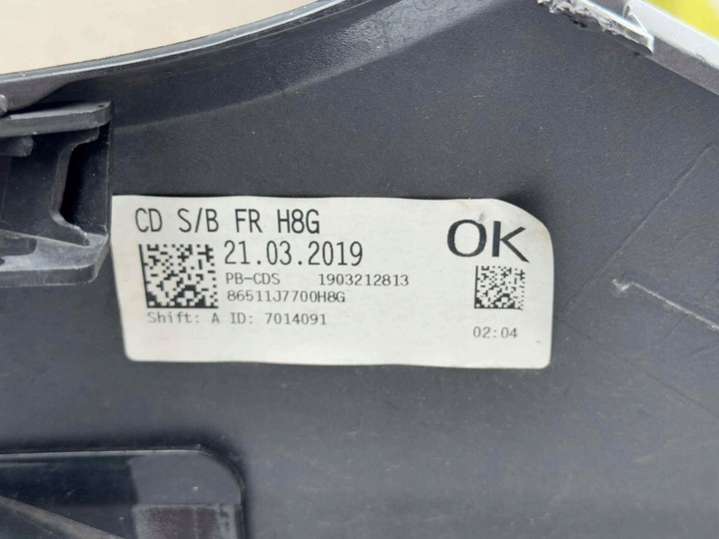 CD S/B FR H8G
OK
21.03.2019
PB-CDS 1903212813
86511J7700H8G
Shift: A ID: 7014091
02:04